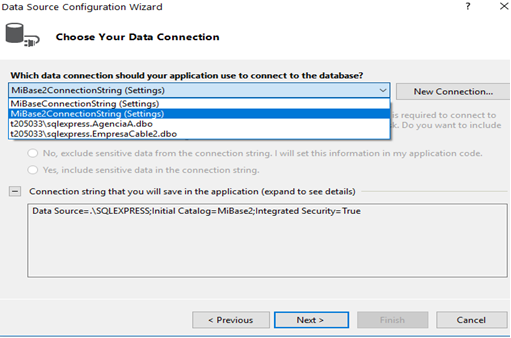 Data Source Configuration Wizard
? ×
Choose Your Data Connection
Which data connection should your application use to connect to the database?
MiBase2ConnectionString (Settings)
New Connection...
MiBaseConnectionString (Settings)
MiBase2ConnectionString (Settings)
is required to connect to
t205033\sqlexpress.AgenciaA.dbo
k. Do you want to include
t205033\sqlexpress.EmpresaCable2.dbo
No, exclude sensitive data from the connection string. I will set this information in my application code.
Yes, include sensitive data in the connection string.
Connection string that you will save in the application (expand to see details)
Data Source=.\SQLEXPRESS;Initial Catalog=MiBase2;Integrated Security=True
< Previous
Next >
Finish
Cancel